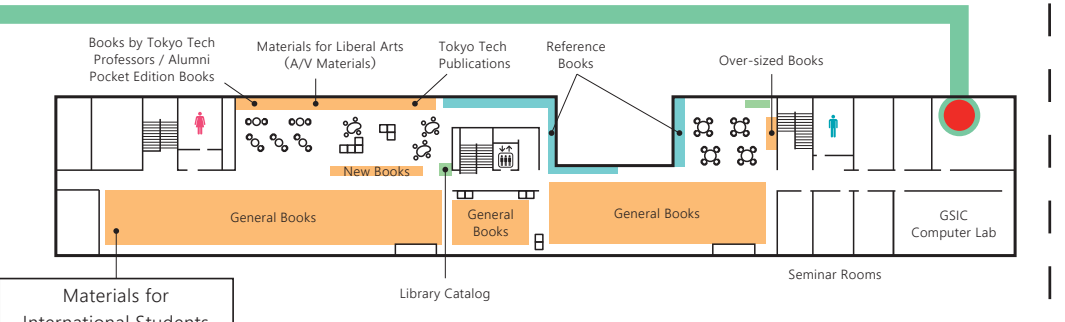 Books by Tokyo Tech
Professors / Alumni
Pocket Edition Books
Materials for Liberal Arts
（A/V Materials）
Tokyo Tech
Publications
Reference
Books
Over-sized Books
New Books
General Books
General
Books
General Books
GSIC
Computer Lab
Seminar Rooms
Library Catalog
Materials for
International Students